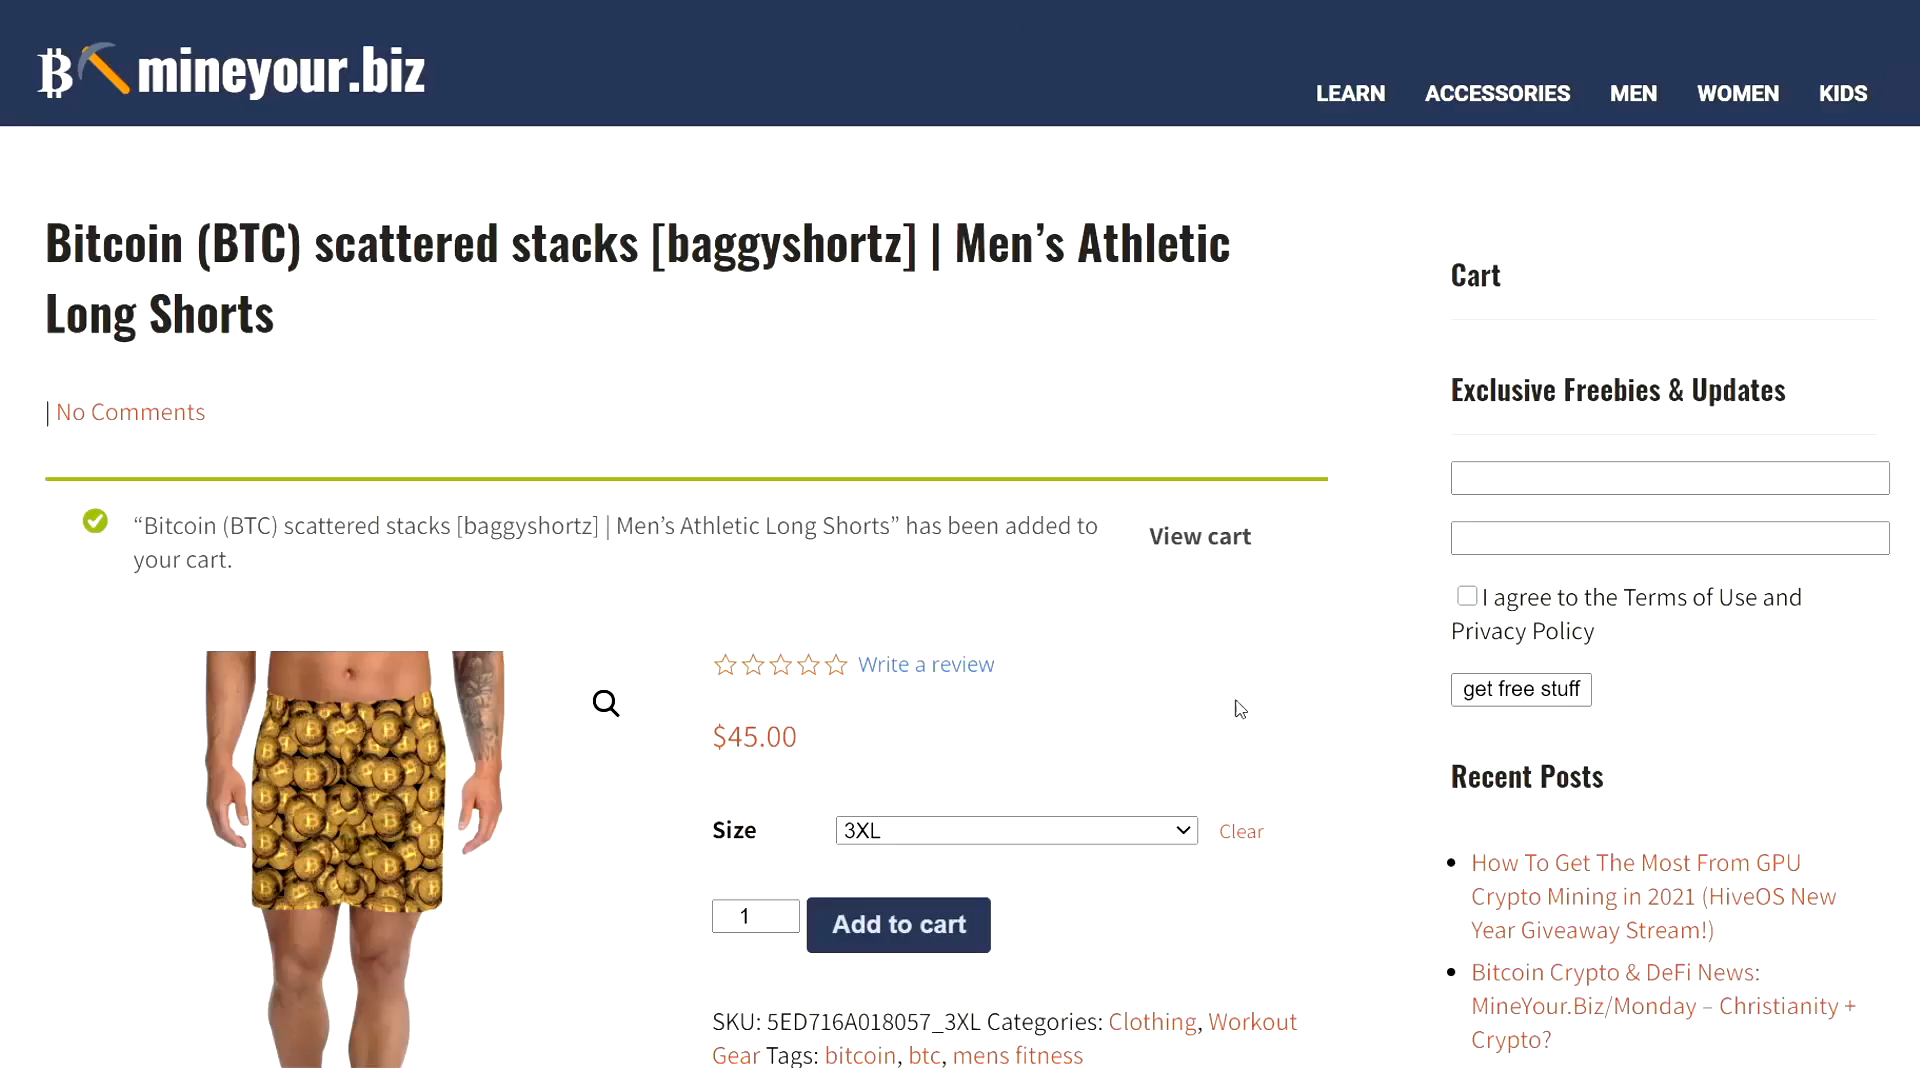 mineyour.biz
LEARN ACCESSORIES MEN WOMEN KIDS
Bitcoin (BTC) scattered stacks [baggyshortz] | Men’s Athletic
Long Shorts
| No Comments
“Bitcoin (BTC) scattered stacks [baggyshortz] | Men’s Athletic Long Shorts” has been added to
your cart.
View cart
Write a review
$45.00
Size 3XL Clear
1 Add to cart
SKU: 5ED716A018057_3XL Categories: Clothing, Workout
Gear Tags: bitcoin, btc, mens fitness
Cart
Exclusive Freebies & Updates
I agree to the Terms of Use and
Privacy Policy
get free stuff
Recent Posts
How To Get The Most From GPU
Crypto Mining in 2021 (HiveOS New
Year Giveaway Stream!)
Bitcoin Crypto & DeFi News:
MineYour.Biz/Monday – Christianity +
Crypto?